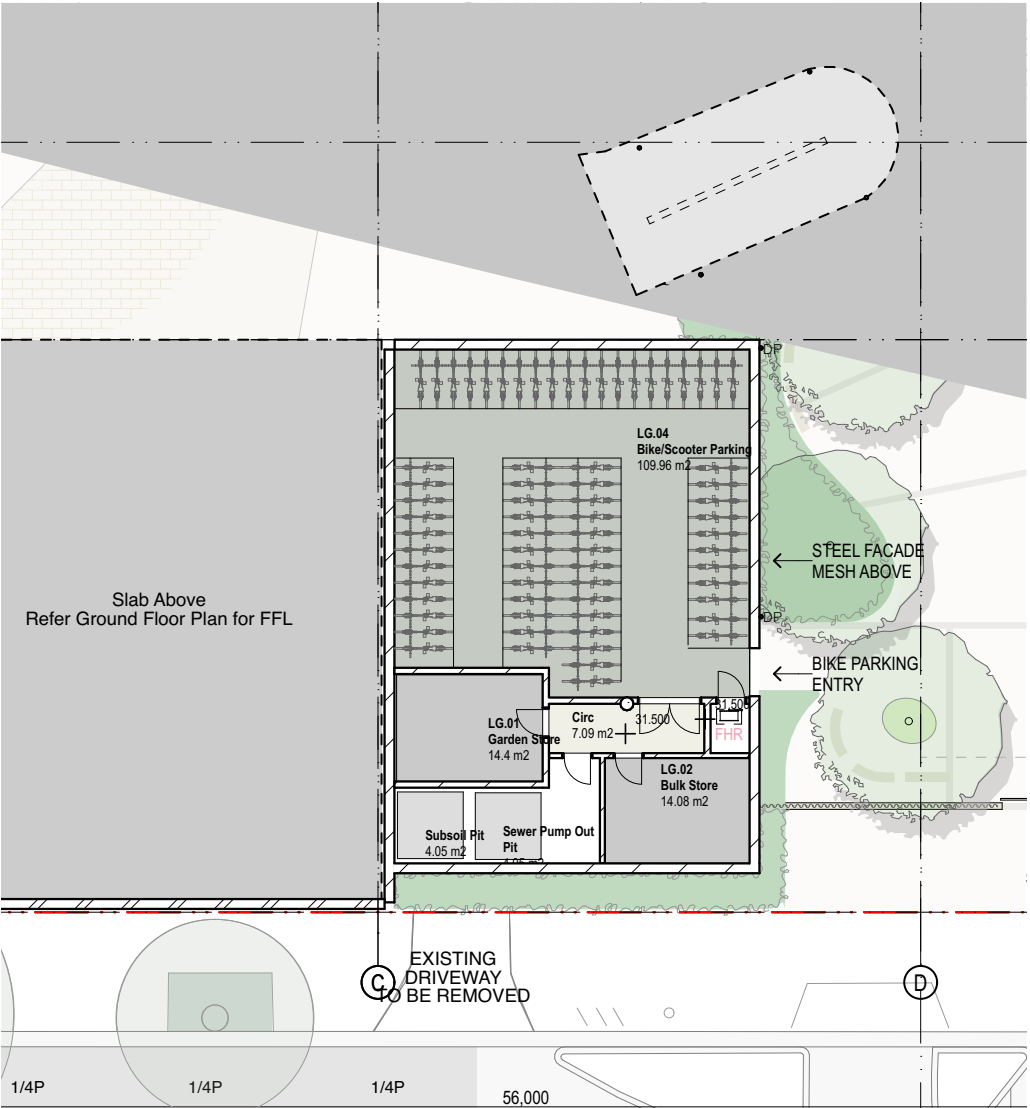 DP
LG.04
Bike/Scooter Parking
109.96 m2
STEEL FACADE
MESH ABOVE
Slab Above
Refer Ground Floor Plan for FFL
DP
BIKE PARKING
ENTRY
31,500
LG.01
Garden Store
14.4 m2
Circ
7.09 m2
31.500
FHR
LG.02
Bulk Store
14.08 m2
Subsoil Pit
4.05 m2
Sewer Pump Out
Pit
4.05 m2
EXISTING
DRIVEWAY
TO BE REMOVED
C
D
1/4P
1/4P
1/4P
56,000